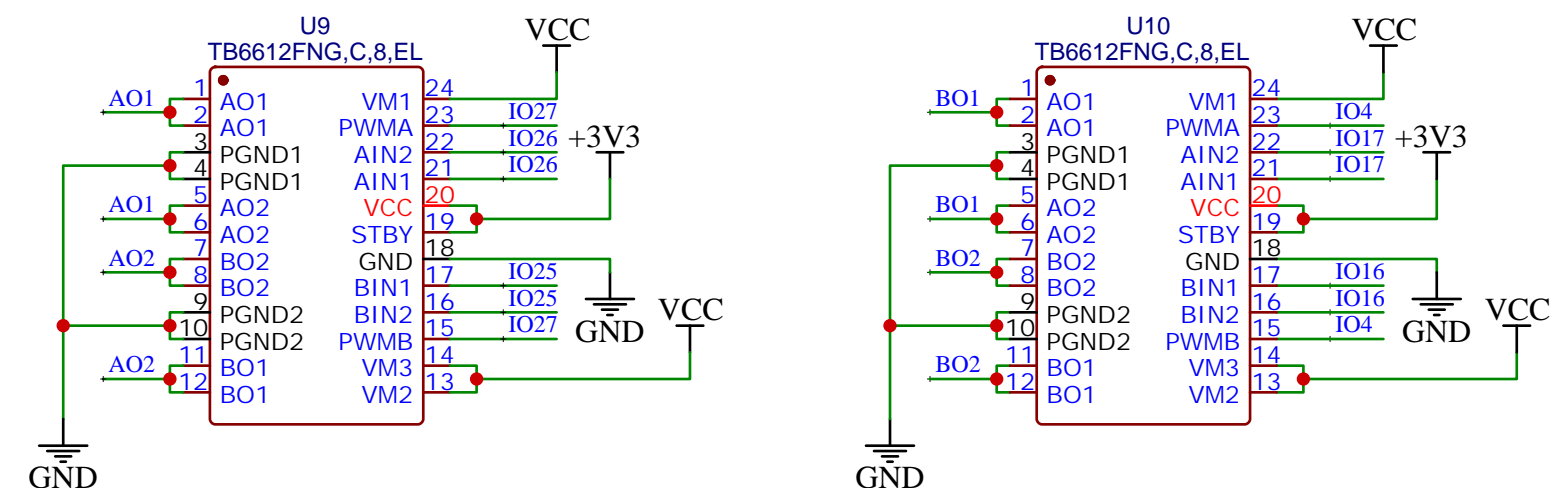 U9
TB6612FNG,C,8,EL
VCC
1 AO1 VM1 24
AO1
2 AO1 PWMA 23 IO27
3 PGND1 AIN2 22 IO26
+3V3
4 PGND1 AIN1 21 IO26
5 AO2 VCC 20
AO1
6 AO2 STBY 19
7 BO2 GND 18
AO2
8 BO2 BIN1 17 IO25
9 PGND2 BIN2 16 IO25
GND
VCC
10 PGND2 PWMB 15 IO27
11 BO1 VM3 14
AO2
12 BO1 VM2 13
GND
U10
TB6612FNG,C,8,EL
VCC
1 AO1 VM1 24
BO1
2 AO1 PWMA 23 IO4
3 PGND1 AIN2 22 IO17
+3V3
4 PGND1 AIN1 21 IO17
5 AO2 VCC 20
BO1
6 AO2 STBY 19
7 BO2 GND 18
BO2
8 BO2 BIN1 17 IO16
9 PGND2 BIN2 16 IO16
GND
VCC
10 PGND2 PWMB 15 IO4
11 BO1 VM3 14
BO2
12 BO1 VM2 13
GND